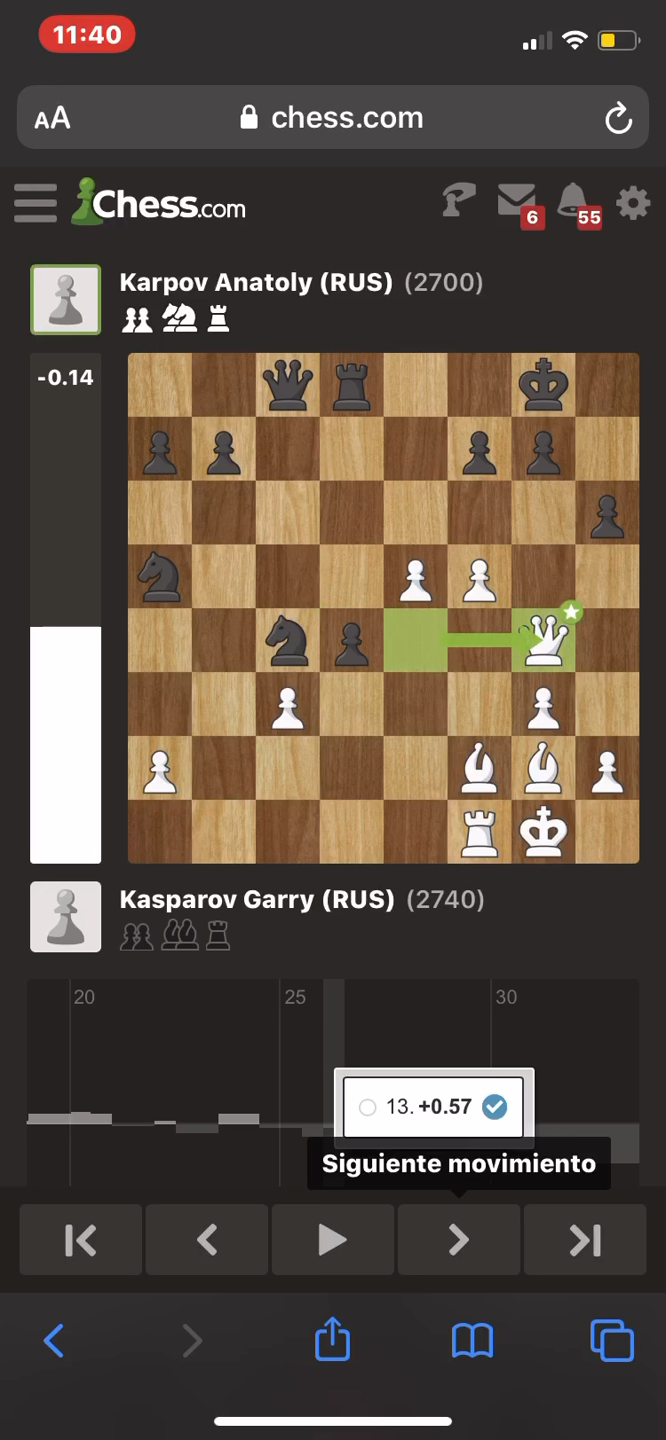 11:40
AA chess.com
Chess.com 6 55
Karpov Anatoly (RUS) (2700)
-0.14
Kasparov Garry (RUS) (2740)
20 25 30
13. +0.57
Siguiente movimiento